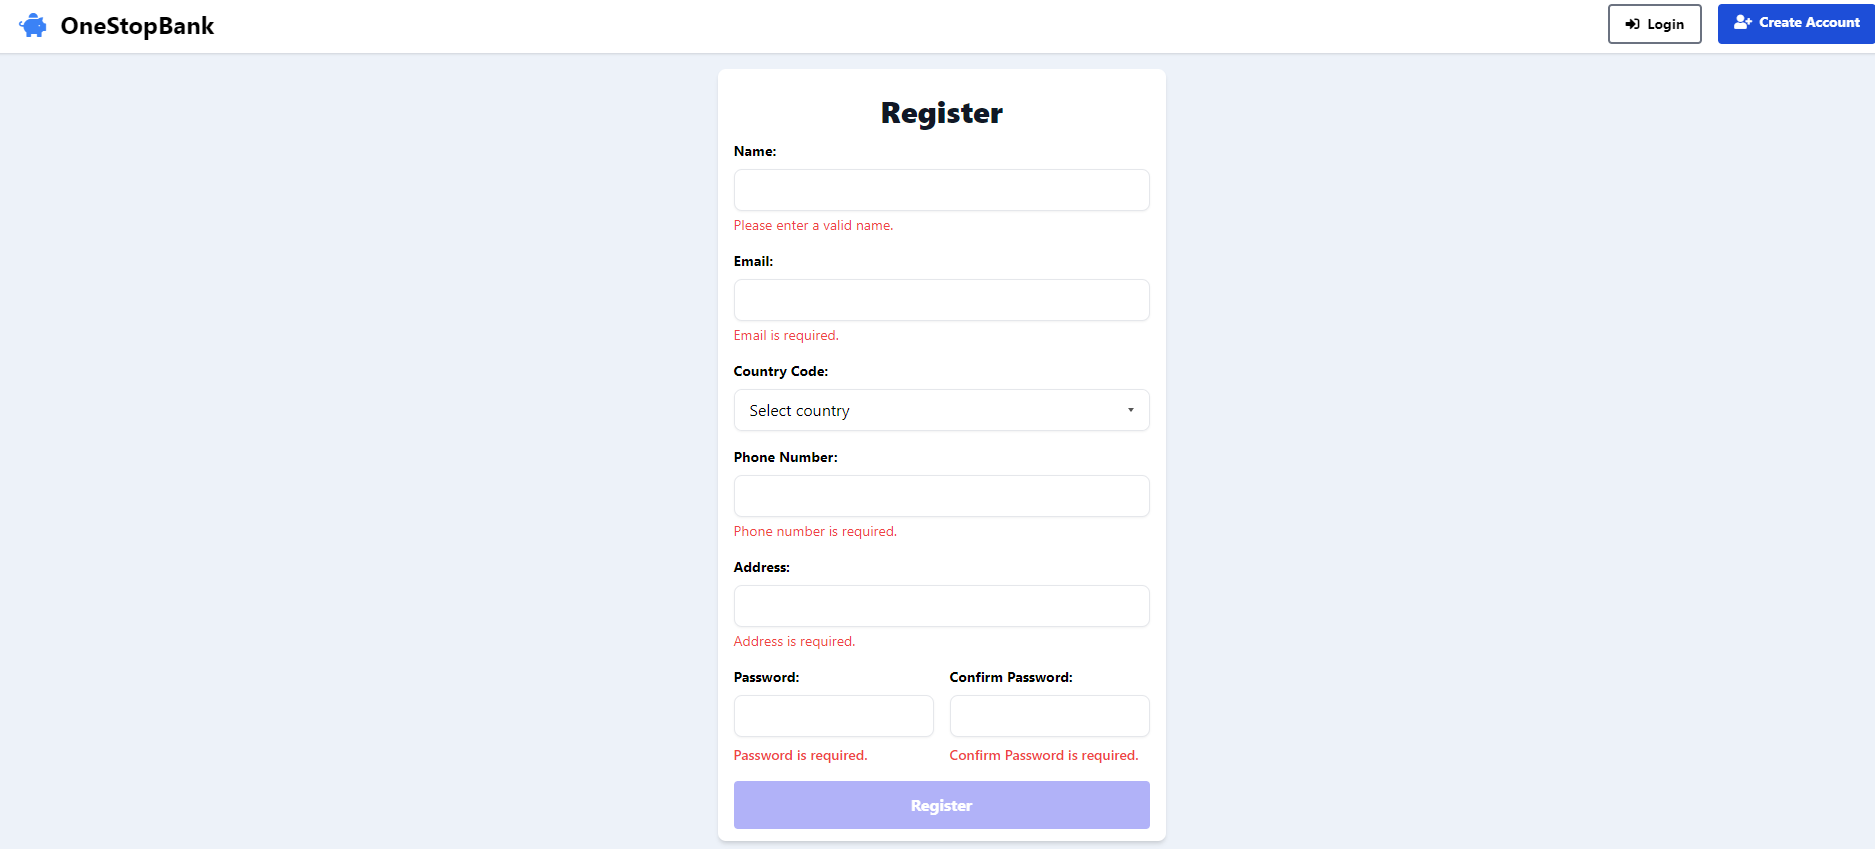 OneStopBank
Login
Create Account
Register
Name:
Please enter a valid name.
Email:
Email is required.
Country Code:
Select country
Phone Number:
Phone number is required.
Address:
Address is required.
Password:
Confirm Password:
Password is required.
Confirm Password is required.
Register